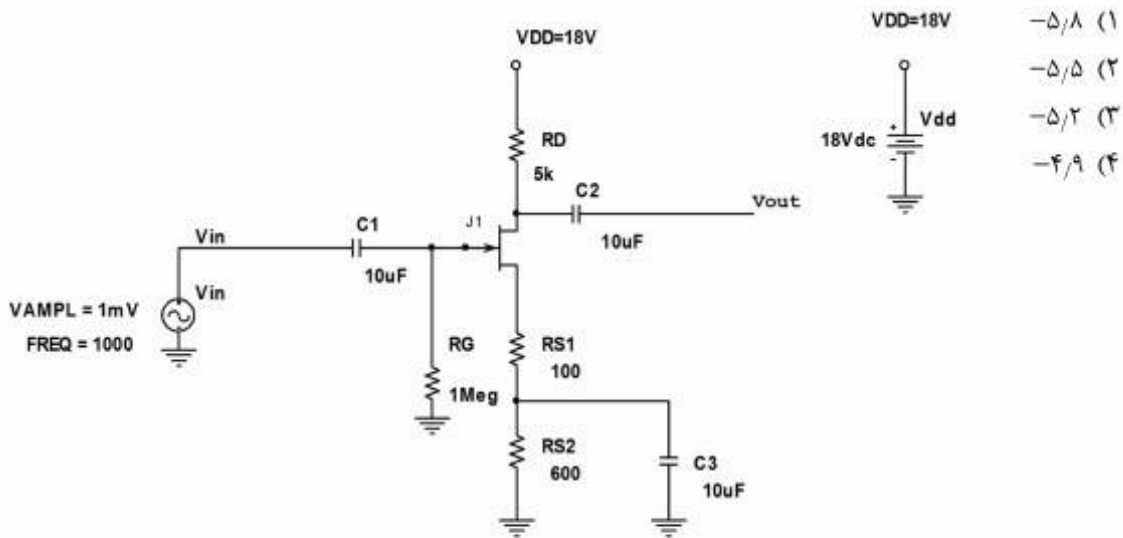 VDD=18V
RD
5k
C2
Vout
10uF
J1
C1
Vin
10uF
Vin
VAMPL = 1mV
FREQ = 1000
RG
1Meg
RS1
100
RS2
600
C3
10uF
VDD=18V
+
Vdd
18Vdc
-
۱) -۵٫۸
۲) -۵٫۵
۳) -۵٫۲
۴) -۴٫۹